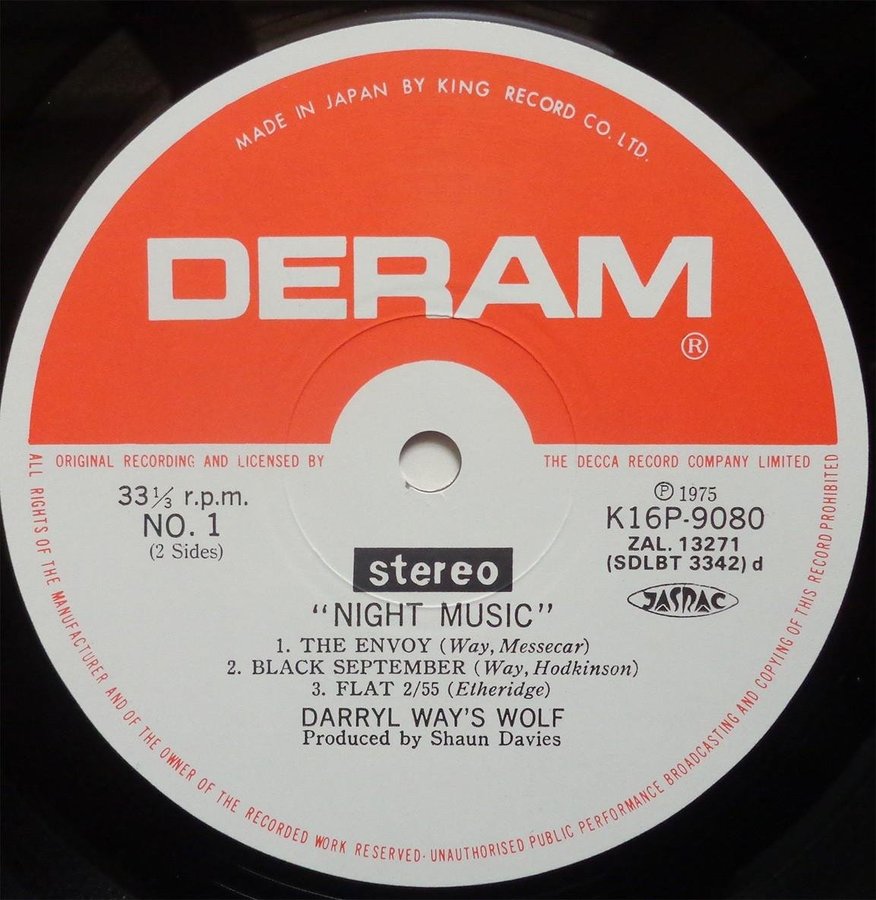 MADE IN JAPAN BY KING RECORD CO. LTD.
DERAM
®
ORIGINAL RECORDING AND LICENSED BY THE DECCA RECORD COMPANY LIMITED
33⅓ r.p.m.
NO. 1
(2 Sides)
℗ 1975
K16P-9080
ZAL. 13271
(SDLBT 3342) d
JASRAC
stereo
"NIGHT MUSIC"
1. THE ENVOY (Way, Messecar)
2. BLACK SEPTEMBER (Way, Hodkinson)
3. FLAT 2/55 (Etheridge)
DARRYL WAY'S WOLF
Produced by Shaun Davies
ALL RIGHTS OF THE MANUFACTURER AND OF THE OWNER OF THE RECORDED WORK RESERVED·UNAUTHORISED PUBLIC PERFORMANCE BROADCASTING AND COPYING OF THIS RECORD PROHIBITED